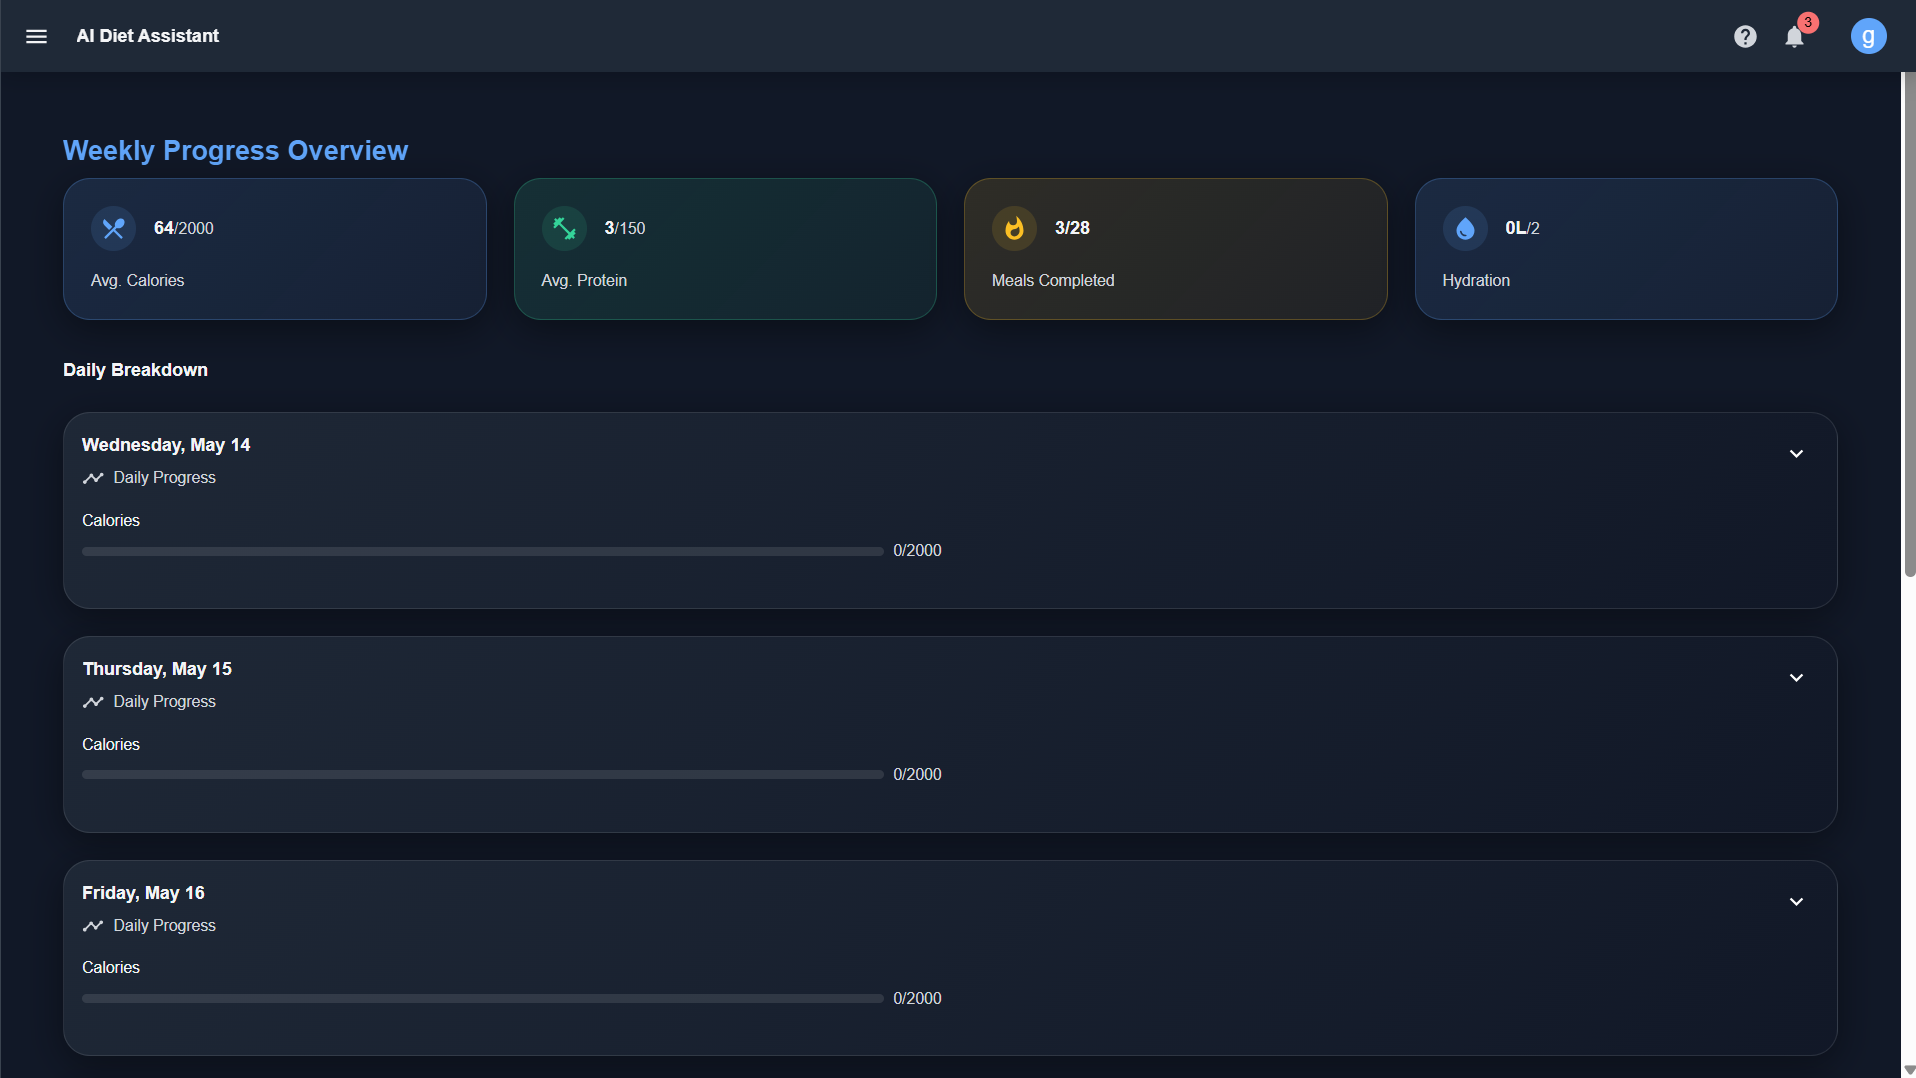 AI Diet Assistant
3
g
Weekly Progress Overview
64/2000
Avg. Calories
3/150
Avg. Protein
3/28
Meals Completed
0L/2
Hydration
Daily Breakdown
Wednesday, May 14
Daily Progress
Calories
0/2000
Thursday, May 15
Daily Progress
Calories
0/2000
Friday, May 16
Daily Progress
Calories
0/2000